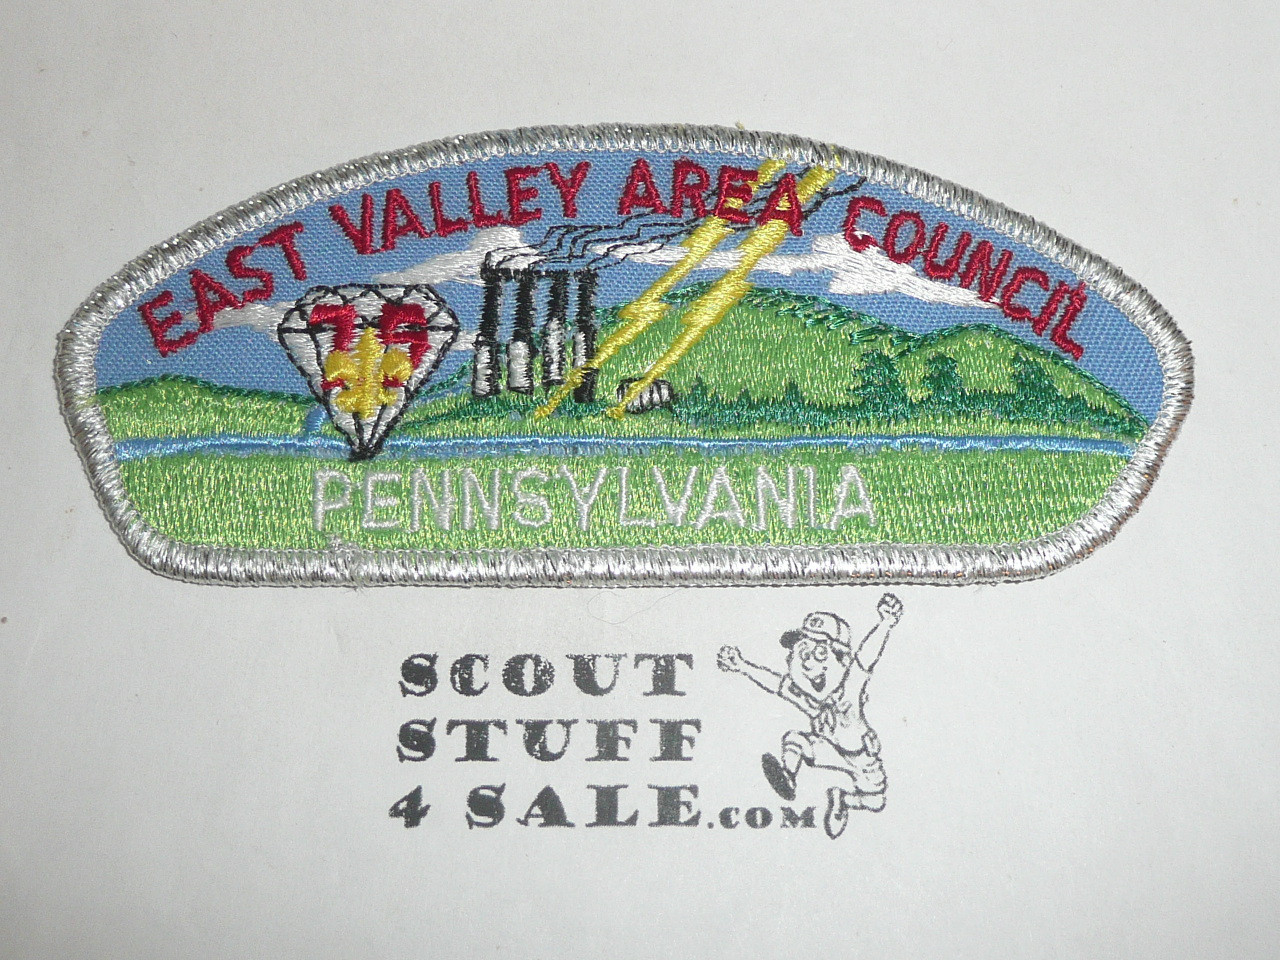 EAST VALLEY AREA COUNCIL
75
PENNSYLVANIA
SCOUT
STUFF
4 SALE.COM